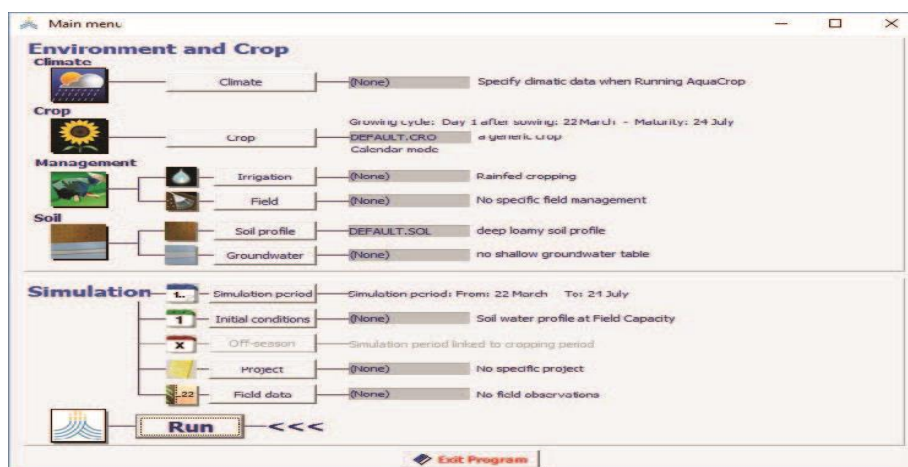 Main menu
Environment and Crop
Climate
Climate (None) Specify climatic data when Running AquaCrop
Crop
Growing cycle: Day 1 after sowing: 22 March - Maturity: 24 July
Crop DEFAULT.CRO a generic crop
Calendar mode
Management
Irrigation (None) Rainfed cropping
Field (None) No specific field management
Soil
Soil profile DEFAULT.SOL deep loamy soil profile
Groundwater (None) no shallow groundwater table
Simulation 1.. Simulation period Simulation period: From: 22 March To: 24 July
1 Initial conditions (None) Soil water profile at Field Capacity
X Off-season Simulation period linked to cropping period
Project (None) No specific project
..22 Field data (None) No field observations
Run <<<
Exit Program